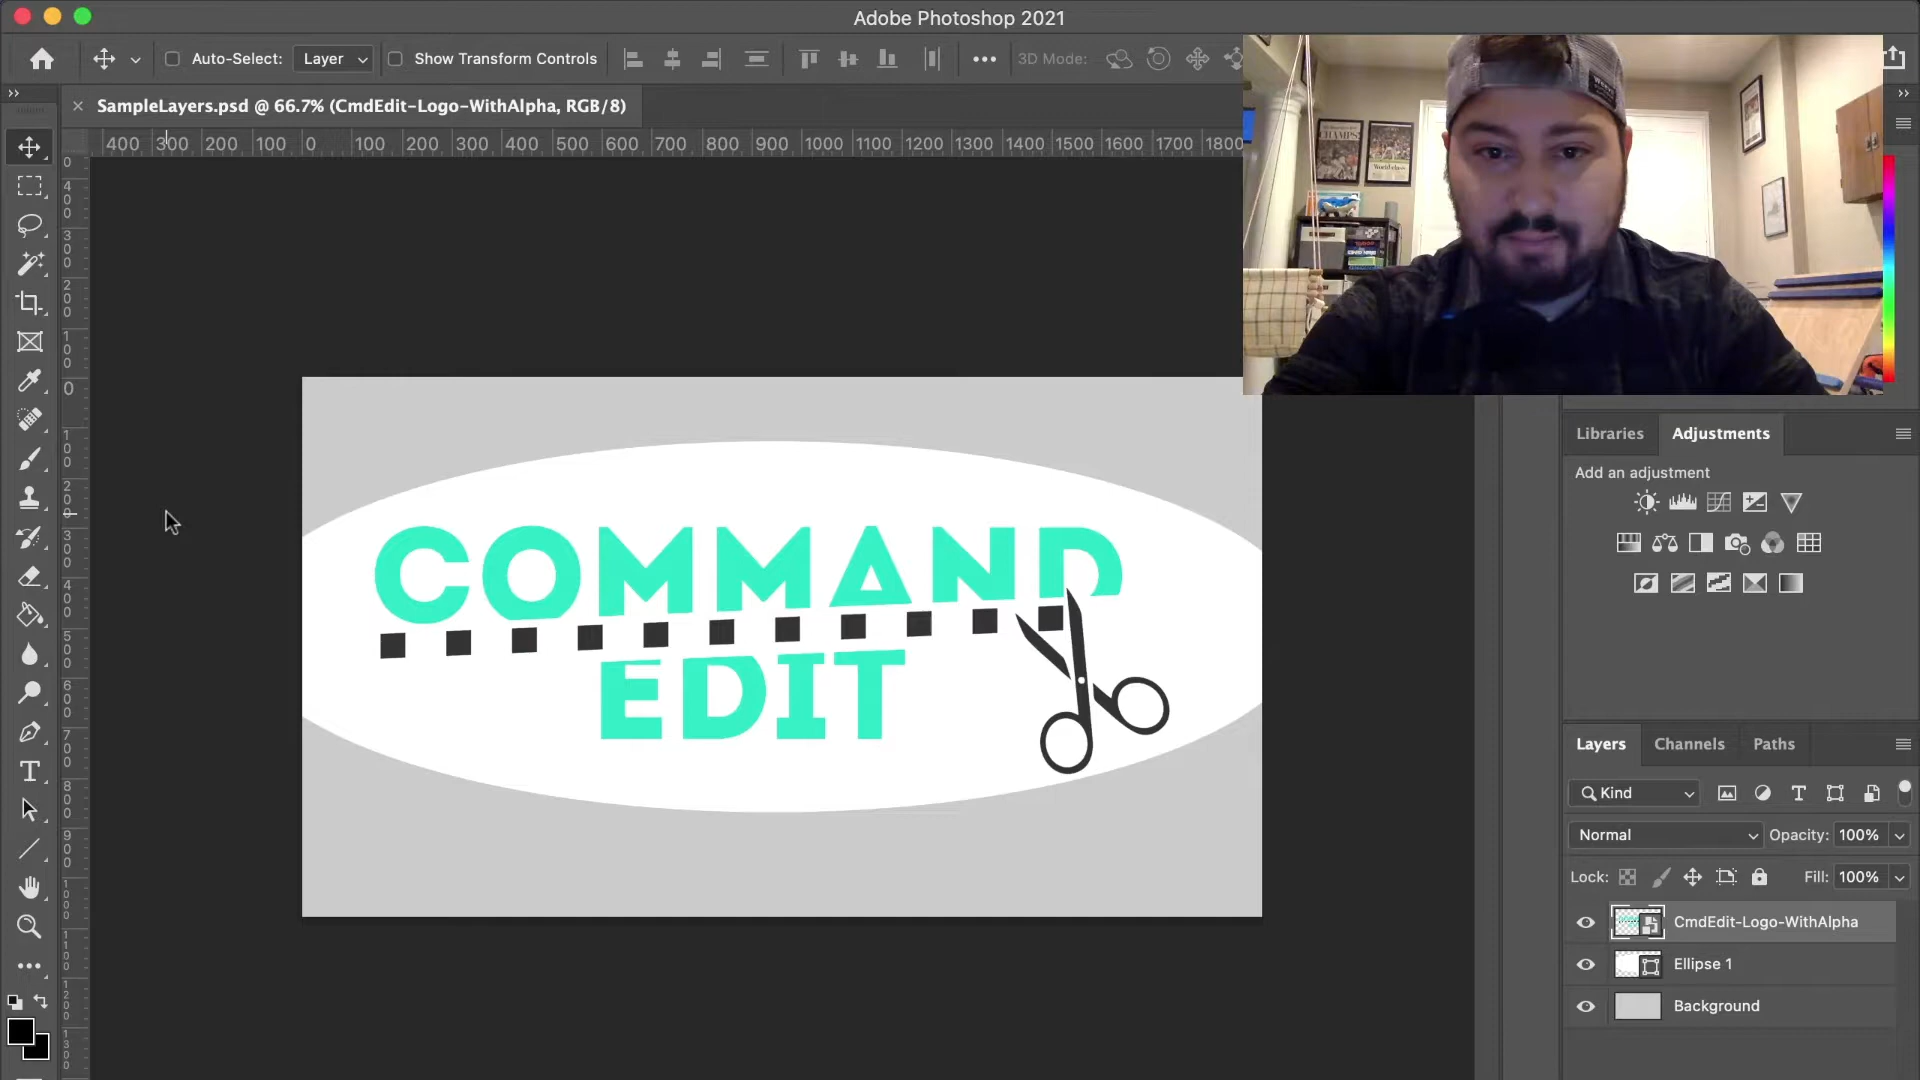 Adobe Photoshop 2021
Auto-Select: Layer Show Transform Controls 3D Mode:
SampleLayers.psd @ 66.7% (CmdEdit-Logo-WithAlpha, RGB/8)
400 300 200 100 0 100 200 300 400 500 600 700 800 900 1000 1100 1200 1300 1400 1500 1600 1700 1800
COMMAND
EDIT
Libraries Adjustments
Add an adjustment
Layers Channels Paths
Kind
Normal Opacity: 100%
Lock: Fill: 100%
CmdEdit-Logo-WithAlpha
Ellipse 1
Background